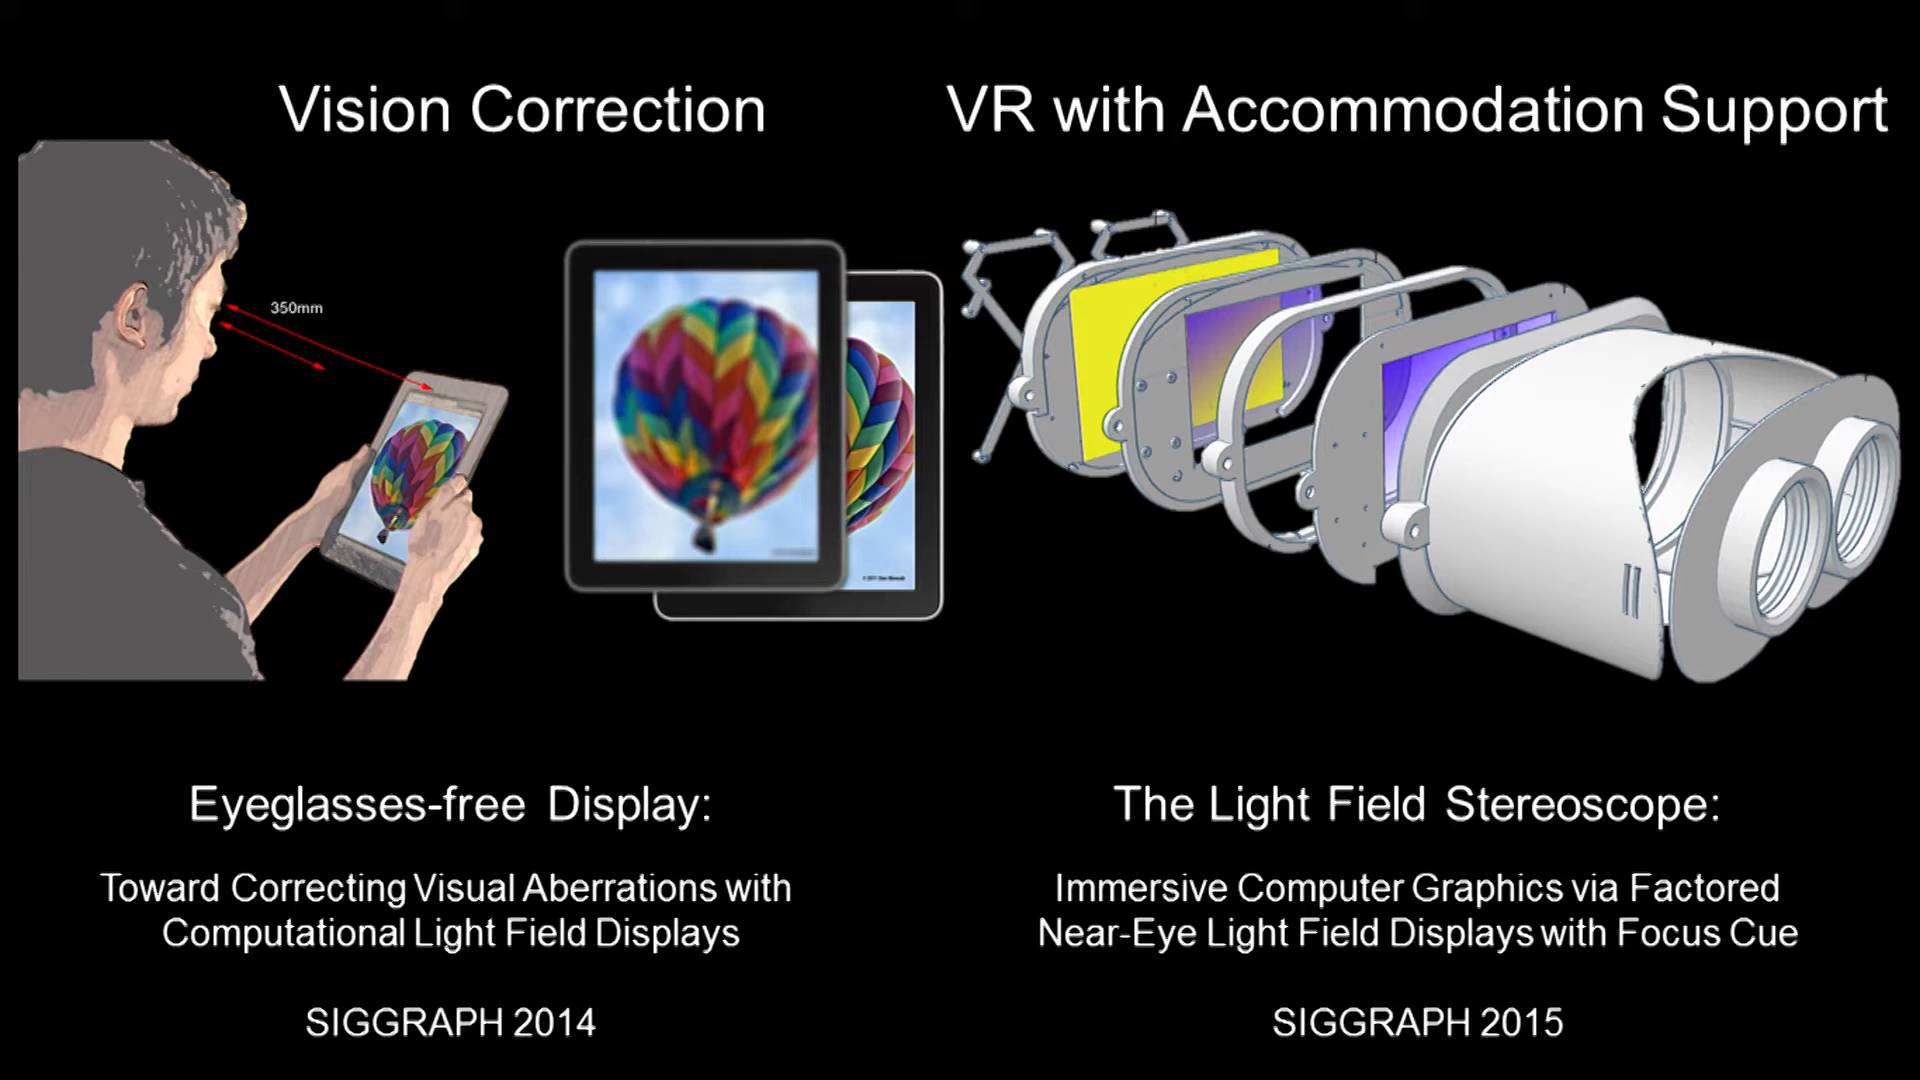 Vision Correction
VR with Accommodation Support
350mm
Eyeglasses-free Display:
Toward Correcting Visual Aberrations with
Computational Light Field Displays
SIGGRAPH 2014
The Light Field Stereoscope:
Immersive Computer Graphics via Factored
Near-Eye Light Field Displays with Focus Cue
SIGGRAPH 2015